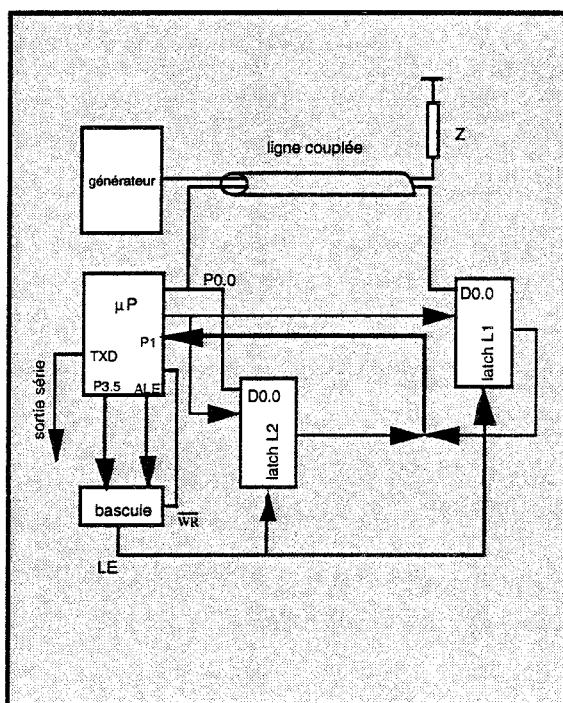 ligne couplée
Z
générateur
P0.0
µP
D0.0
P1
latch L1
TXD
sortie série
P3.5
ALE
D0.0
latch L2
bascule
WR
LE